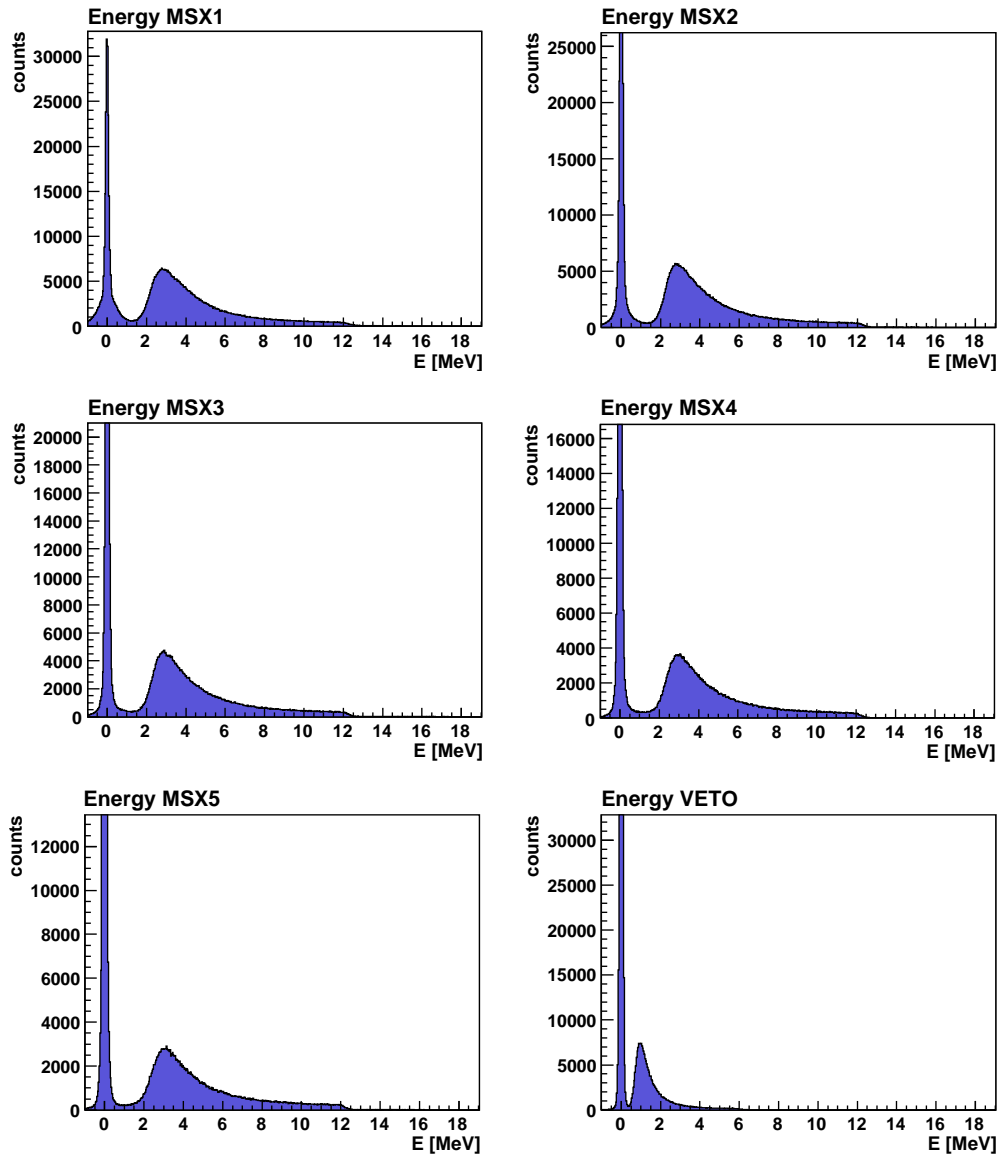 Energy MSX1
counts
30000
25000
20000
15000
10000
5000
0
0 2 4 6 8 10 12 14 16 18
E [MeV]
Energy MSX2
counts
25000
20000
15000
10000
5000
0
0 2 4 6 8 10 12 14 16 18
E [MeV]
Energy MSX3
counts
20000
18000
16000
14000
12000
10000
8000
6000
4000
2000
0
0 2 4 6 8 10 12 14 16 18
E [MeV]
Energy MSX4
counts
16000
14000
12000
10000
8000
6000
4000
2000
0
0 2 4 6 8 10 12 14 16 18
E [MeV]
Energy MSX5
counts
12000
10000
8000
6000
4000
2000
0
0 2 4 6 8 10 12 14 16 18
E [MeV]
Energy VETO
counts
30000
25000
20000
15000
10000
5000
0
0 2 4 6 8 10 12 14 16 18
E [MeV]